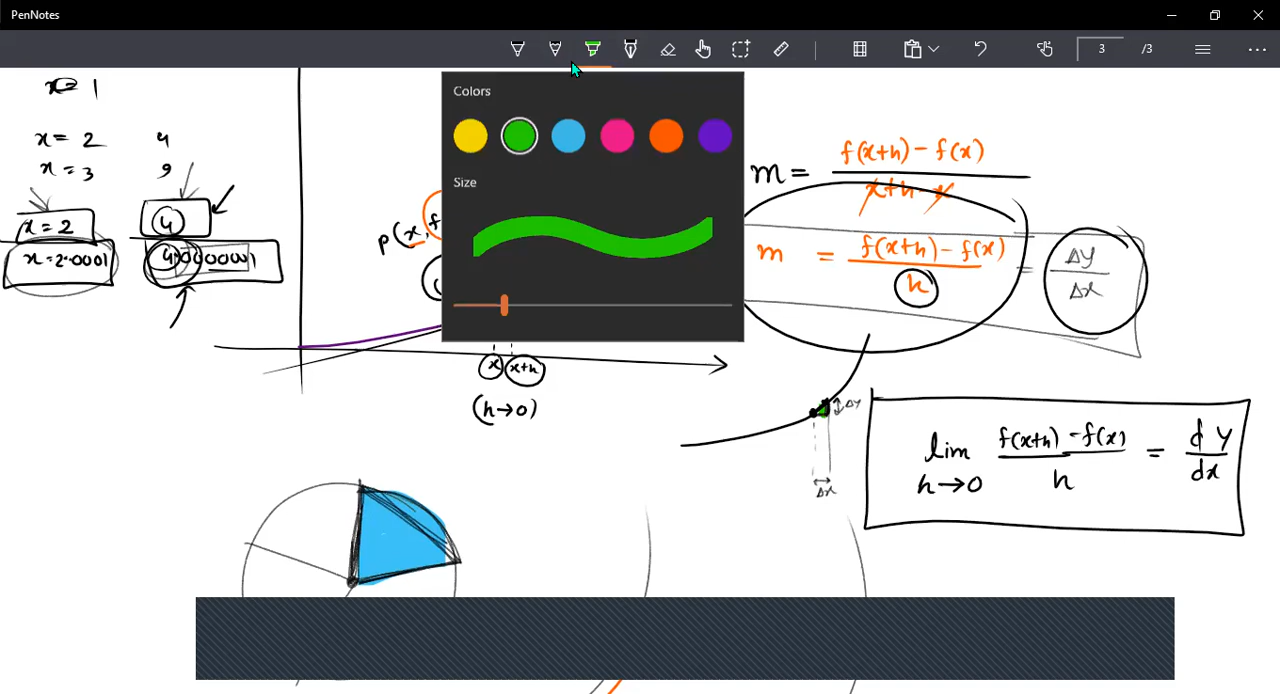 PenNotes
3 /3
Colors
Size
x = 1
x = 2 4
x = 3 9
x = 2 4
x = 2.0001 4.0000001
p(x, f
m = f(x+h) - f(x)
x+h - x
m = f(x+h) - f(x) = Δy
h Δx
x x+h
(h→0)
Δy
Δx
lim f(x+h) - f(x) = dy
h→0 h dx